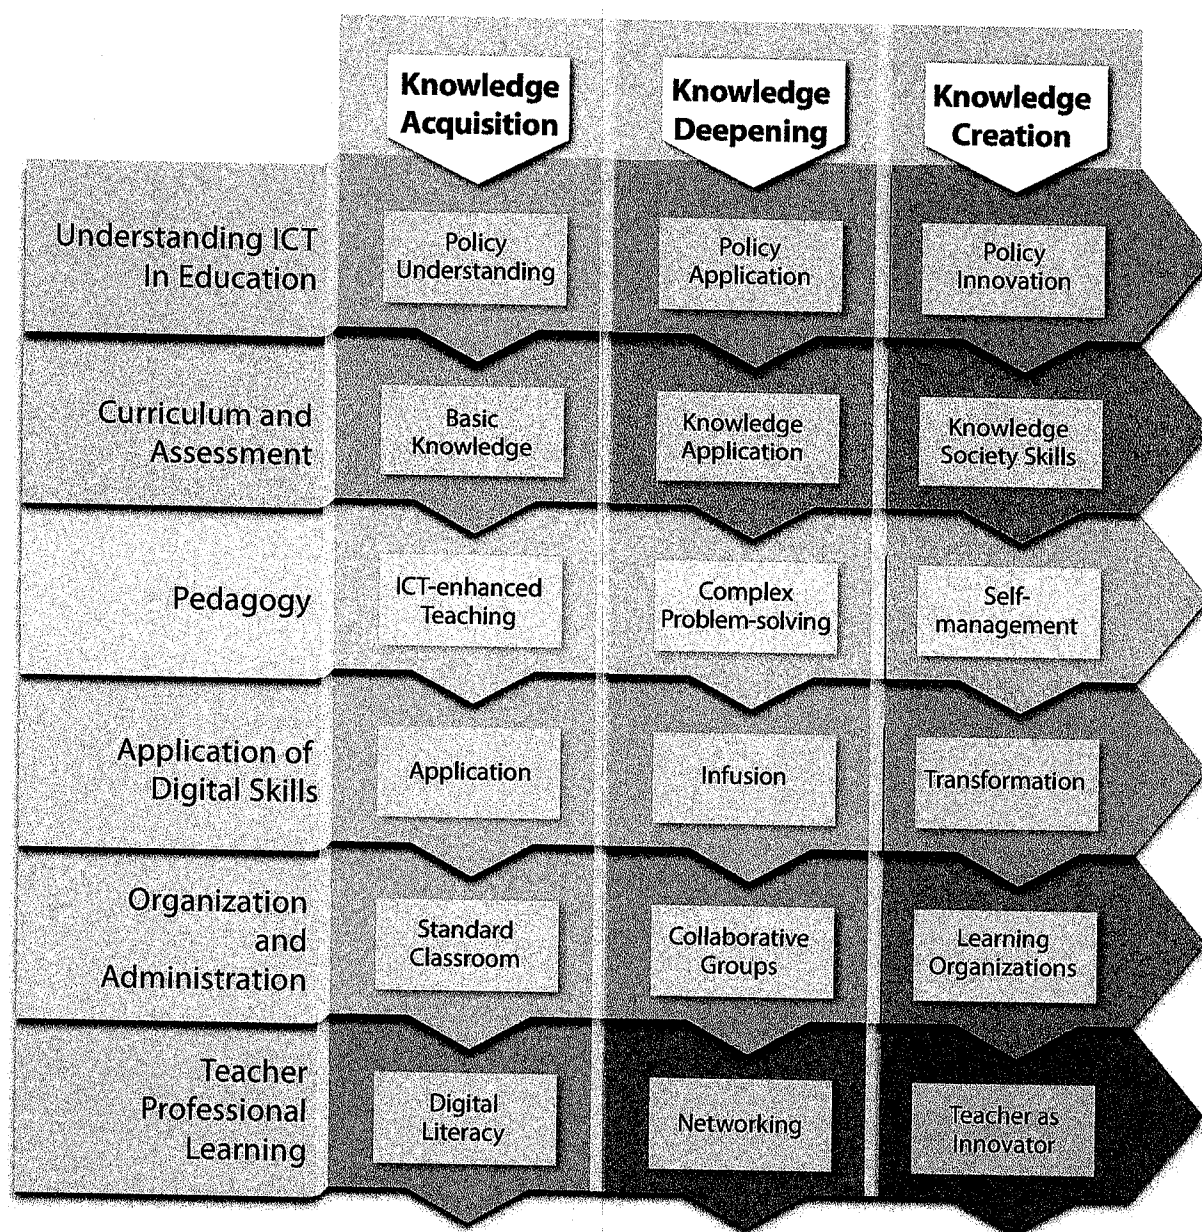 Knowledge
Acquisition
Knowledge
Deepening
Knowledge
Creation
Understanding ICT
In Education
Policy
Understanding
Policy
Application
Policy
Innovation
Curriculum and
Assessment
Basic
Knowledge
Knowledge
Application
Knowledge
Society Skills
Pedagogy
ICT-enhanced
Teaching
Complex
Problem-solving
Self-
management
Application of
Digital Skills
Application
Infusion
Transformation
Organization
and
Administration
Standard
Classroom
Collaborative
Groups
Learning
Organizations
Teacher
Professional
Learning
Digital
Literacy
Networking
Teacher as
Innovator